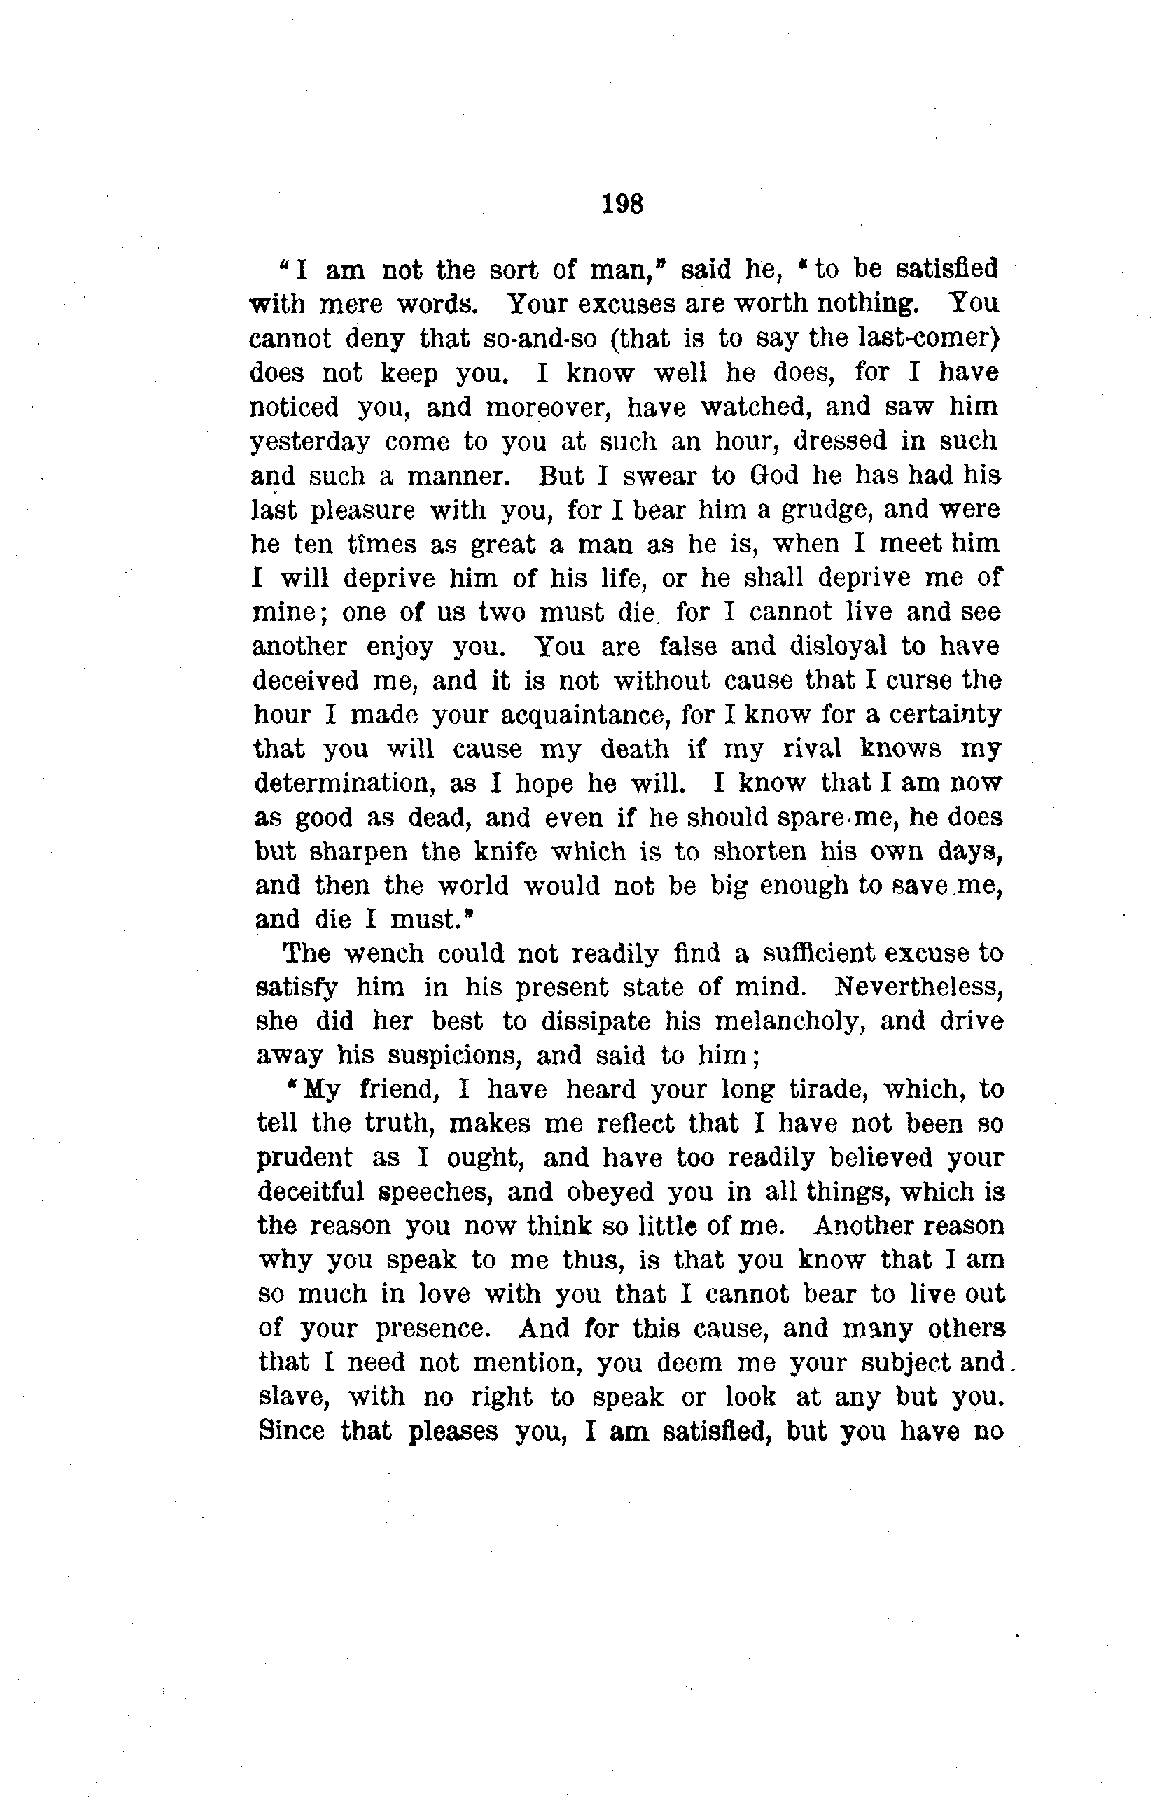 198
"I am not the sort of man," said he, "to be satisfied
with mere words. Your excuses are worth nothing. You
cannot deny that so-and-so (that is to say the last-comer)
does not keep you. I know well he does, for I have
noticed you, and moreover, have watched, and saw him
yesterday come to you at such an hour, dressed in such
and such a manner. But I swear to God he has had his
last pleasure with you, for I bear him a grudge, and were
he ten times as great a man as he is, when I meet him
I will deprive him of his life, or he shall deprive me of
mine; one of us two must die. for I cannot live and see
another enjoy you. You are false and disloyal to have
deceived me, and it is not without cause that I curse the
hour I made your acquaintance, for I know for a certainty
that you will cause my death if my rival knows my
determination, as I hope he will. I know that I am now
as good as dead, and even if he should spare me, he does
but sharpen the knife which is to shorten his own days,
and then the world would not be big enough to save me,
and die I must."
The wench could not readily find a sufficient excuse to
satisfy him in his present state of mind. Nevertheless,
she did her best to dissipate his melancholy, and drive
away his suspicions, and said to him;
"My friend, I have heard your long tirade, which, to
tell the truth, makes me reflect that I have not been so
prudent as I ought, and have too readily believed your
deceitful speeches, and obeyed you in all things, which is
the reason you now think so little of me. Another reason
why you speak to me thus, is that you know that I am
so much in love with you that I cannot bear to live out
of your presence. And for this cause, and many others
that I need not mention, you deem me your subject and
slave, with no right to speak or look at any but you.
Since that pleases you, I am satisfied, but you have no